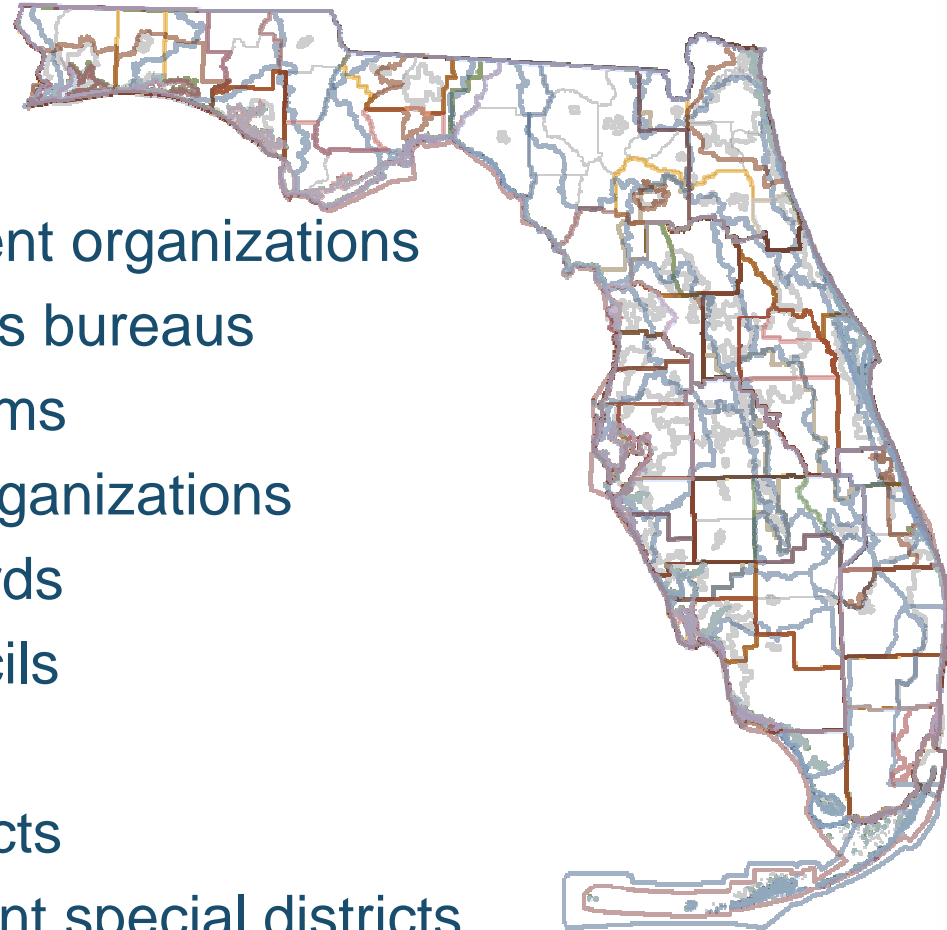 ent organizations
s bureaus
ms
ganizations
rds
cils
cts
nt special districts